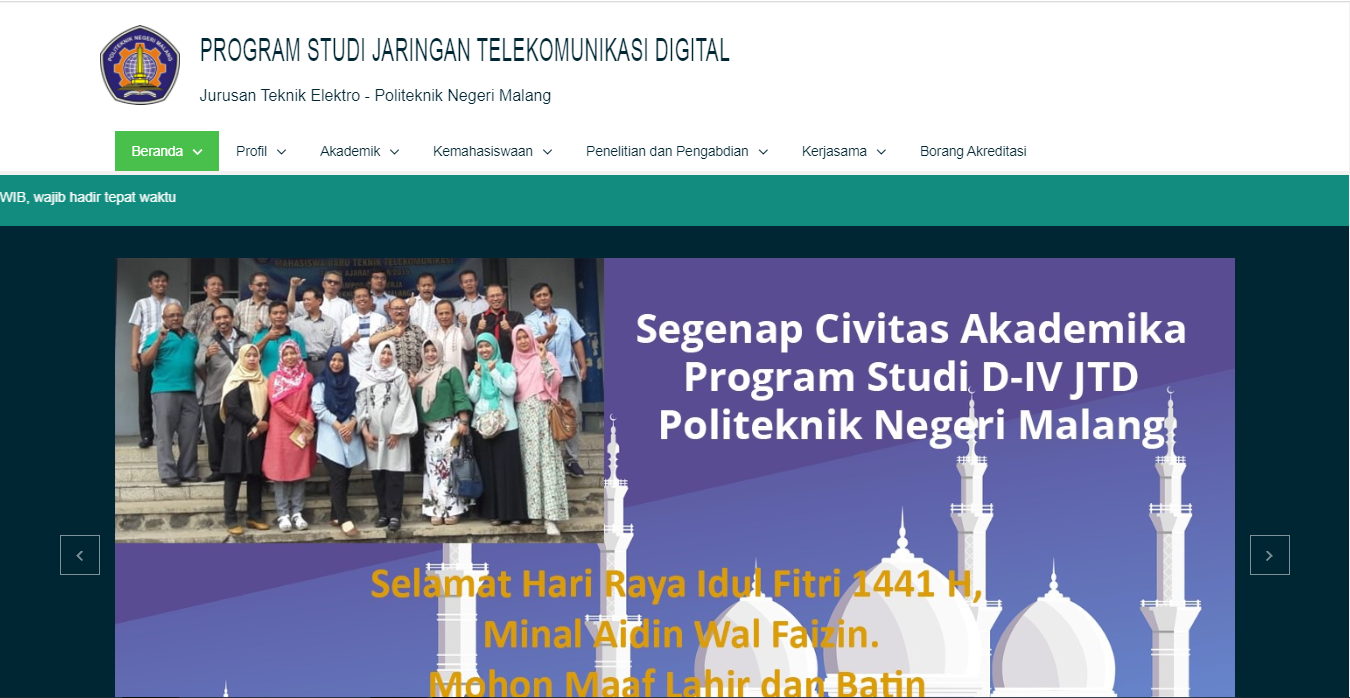 POLITEKNIK NEGERI MALANG
PROGRAM STUDI JARINGAN TELEKOMUNIKASI DIGITAL
Jurusan Teknik Elektro - Politeknik Negeri Malang
Beranda Profil Akademik Kemahasiswaan Penelitian dan Pengabdian Kerjasama Borang Akreditasi
WIB, wajib hadir tepat waktu
MAHASISWA BARU TEKNIK TELEKOMUNIKASI
Segenap Civitas Akademika
Program Studi D-IV JTD
Politeknik Negeri Malang
Selamat Hari Raya Idul Fitri 1441 H,
Minal Aidin Wal Faizin.
Mohon Maaf Lahir dan Batin